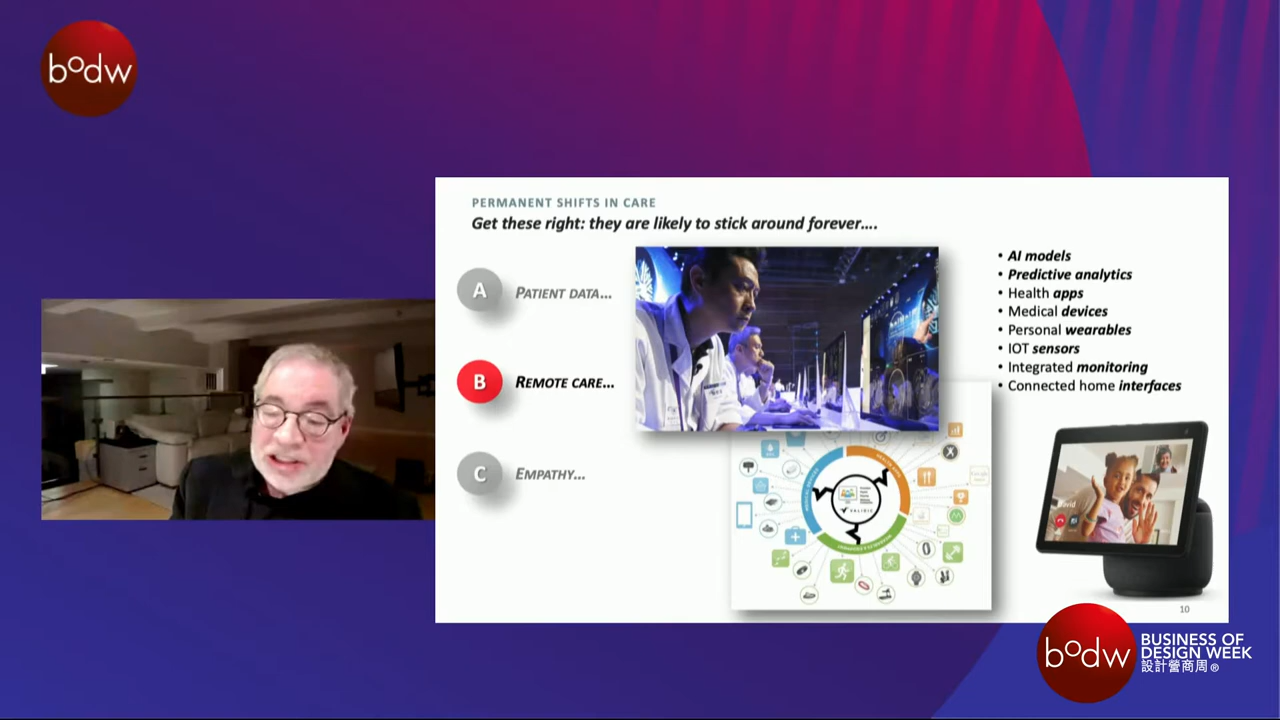 bodw
PERMANENT SHIFTS IN CARE
Get these right: they are likely to stick around forever....
A PATIENT DATA...
B REMOTE CARE...
C EMPATHY...
• AI models
• Predictive analytics
• Health apps
• Medical devices
• Personal wearables
• IOT sensors
• Integrated monitoring
• Connected home interfaces
VALIDIC
David
10
bodw
BUSINESS OF
DESIGN WEEK
設計營商周®